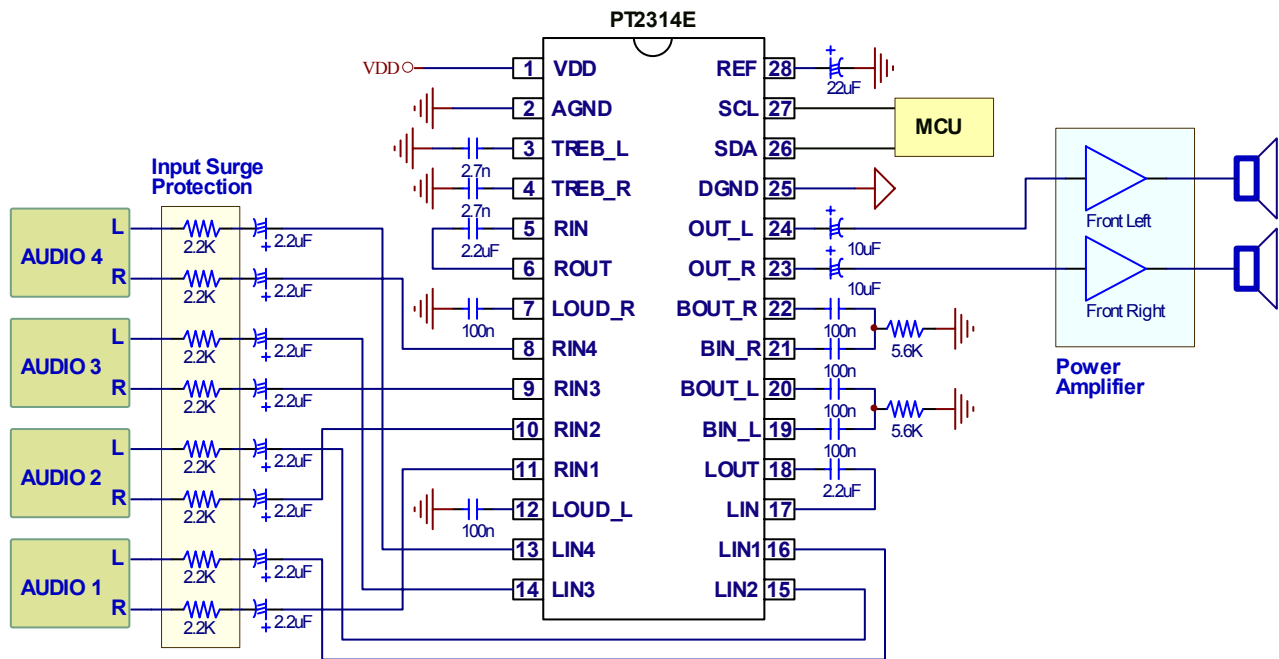 PT2314E
VDD
1 VDD
2 AGND
3 TREB_L
2.7n
4 TREB_R
2.7n
5 RIN
2.2uF
6 ROUT
7 LOUD_R
100n
8 RIN4
9 RIN3
10 RIN2
11 RIN1
12 LOUD_L
100n
13 LIN4
14 LIN3
REF 28
22uF
SCL 27
SDA 26
MCU
DGND 25
OUT_L 24
10uF
OUT_R 23
10uF
BOUT_R 22
100n
BIN_R 21
100n
5.6K
BOUT_L 20
100n
BIN_L 19
100n
5.6K
LOUT 18
2.2uF
LIN 17
LIN1 16
LIN2 15
Input Surge
Protection
AUDIO 4
L
2.2K
2.2uF
R
2.2K
2.2uF
AUDIO 3
L
2.2K
2.2uF
R
2.2K
2.2uF
AUDIO 2
L
2.2K
2.2uF
R
2.2K
2.2uF
AUDIO 1
L
2.2K
2.2uF
R
2.2K
2.2uF
Front Left
Front Right
Power
Amplifier